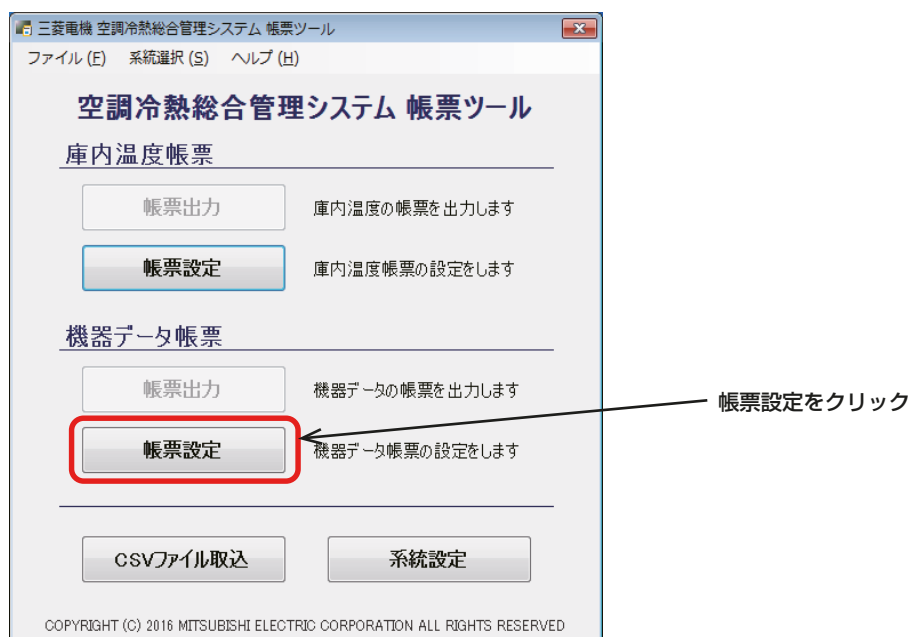 三菱電機 空調冷熱総合管理システム 帳票ツール
ファイル(F) 系統選択(S) ヘルプ(H)
空調冷熱総合管理システム 帳票ツール
庫内温度帳票
帳票出力 庫内温度の帳票を出力します
帳票設定 庫内温度帳票の設定をします
機器データ帳票
帳票出力 機器データの帳票を出力します
帳票設定をクリック
帳票設定 機器データ帳票の設定をします
CSVファイル取込 系統設定
COPYRIGHT (C) 2016 MITSUBISHI ELECTRIC CORPORATION ALL RIGHTS RESERVED